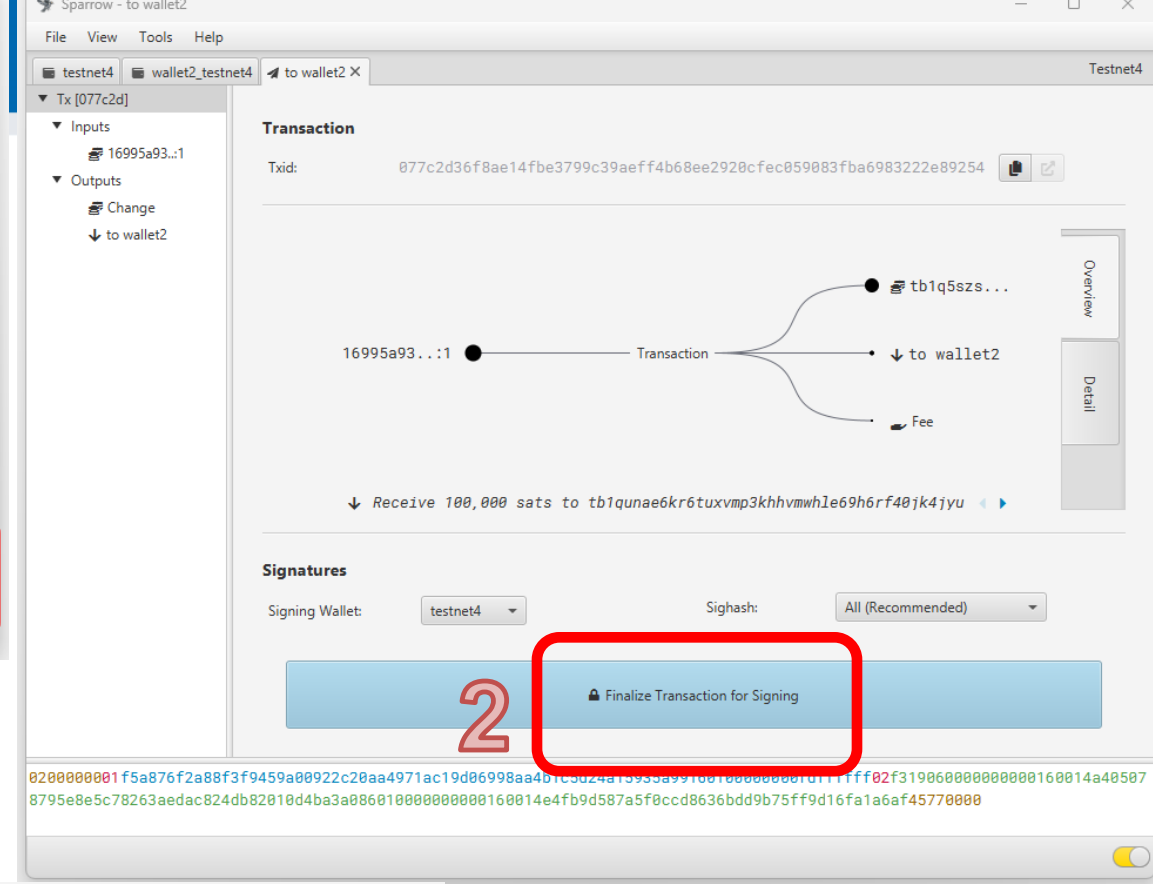 Sparrow - to wallet2
File View Tools Help
testnet4 wallet2_testnet4 to wallet2 Testnet4
Tx [077c2d]
Inputs
16995a93..:1
Outputs
Change
to wallet2
Transaction
Txid: 077c2d36f8ae14fbe3799c39aeff4b68ee2920cfec059083fba6983222e89254
Overview
Detail
tb1q5szs...
16995a93..:1 Transaction to wallet2
Fee
Receive 100,000 sats to tb1qunae6kr6tuxvmp3khhvmwhle69h6rf40jk4jyu
Signatures
Signing Wallet: testnet4 Sighash: All (Recommended)
2 Finalize Transaction for Signing
8795e8e5c78263aedac824db82010d4ba3a086010000000000160014e4fb9d587a5f0ccd8636bdd9b75ff9d16fa1a6af45770000